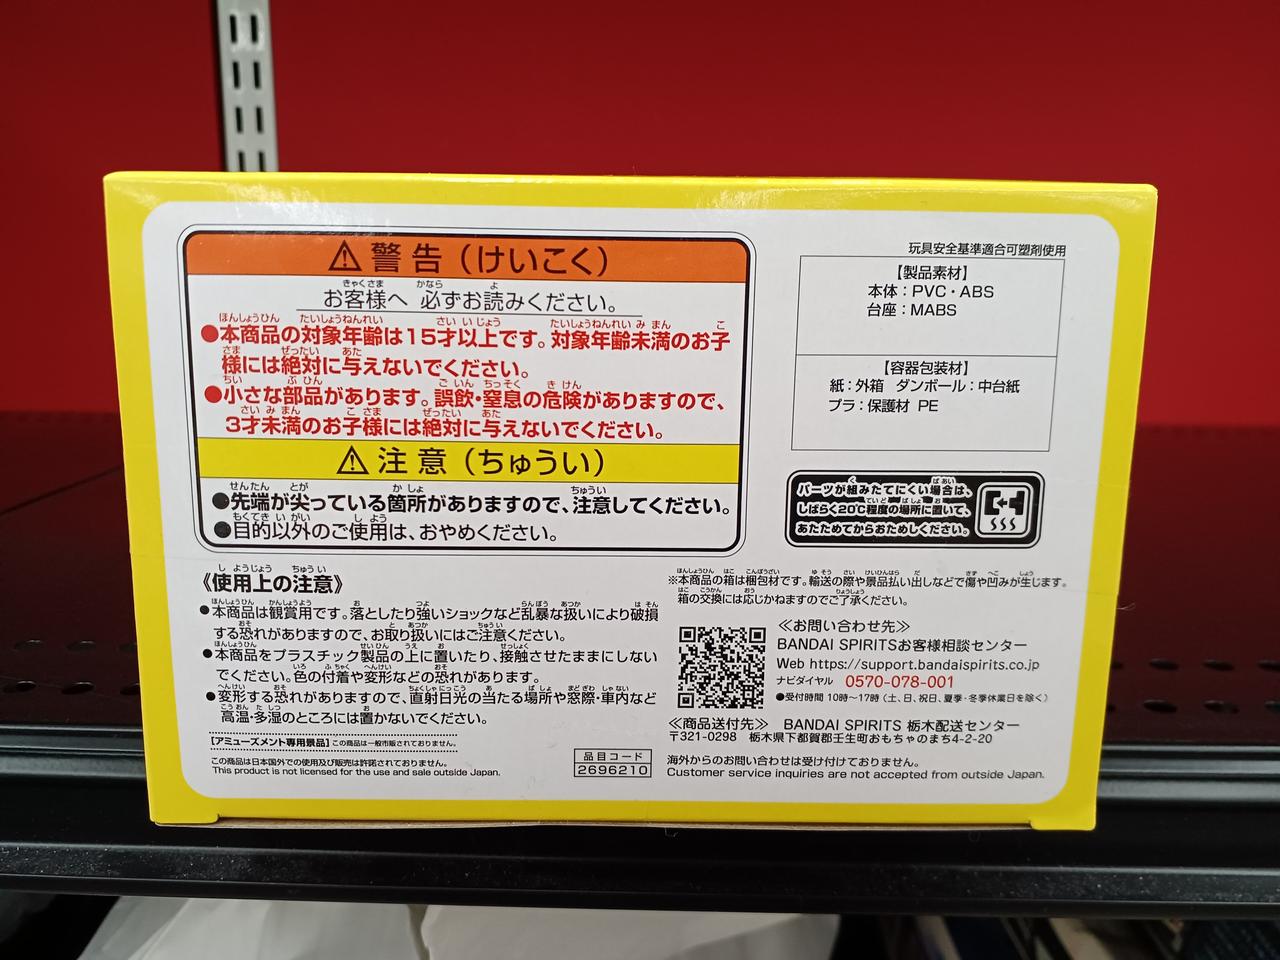 ⚠警告（けいこく）
お客様へ 必ずお読みください。
●本商品の対象年齢は15才以上です。対象年齢未満のお子
様には絶対に与えないでください。
●小さな部品があります。誤飲・窒息の危険がありますので、
3才未満のお子様には絶対に与えないでください。
⚠注意（ちゅうい）
●先端が尖っている箇所がありますので、注意してください。
●目的以外のご使用は、おやめください。
《使用上の注意》
●本商品は観賞用です。落としたり強いショックなど乱暴な扱いにより破損
する恐れがありますので、お取り扱いにはご注意ください。
●本商品をプラスチック製品の上に置いたり、接触させたままにしない
でください。色の付着や変形などの恐れがあります。
●変形する恐れがありますので、直射日光の当たる場所や窓際・車内など
高温・多湿のところには置かないでください。
【アミューズメント専用景品】この商品は一般市販されておりません。
この商品は日本国外での使用及び販売は許諾されておりません。
This product is not licensed for the use and sale outside Japan.
品目コード
2696210
玩具安全基準適合可塑剤使用
【製品素材】
本体：PVC・ABS
台座：MABS
【容器包装材】
紙：外箱 ダンボール：中台紙
プラ：保護材 PE
パーツが組みたてにくい場合は、
しばらく20℃程度の場所に置いて、
あたためてからおためしください。
※本商品の箱は梱包材です。輸送の際や景品払い出しなどで傷や凹みが生じます。
箱の交換には応じかねますのでご了承ください。
≪お問い合わせ先≫
BANDAI SPIRITSお客様相談センター
Web https://support.bandaispirits.co.jp
ナビダイヤル 0570-078-001
●受付時間 10時～17時（土、日、祝日、夏季・冬季休業日を除く）
≪商品送付先≫ BANDAI SPIRITS 栃木配送センター
〒321-0298 栃木県下都賀郡壬生町おもちゃのまち4-2-20
海外からのお問い合わせは受け付けておりません。
Customer service inquiries are not accepted from outside Japan.